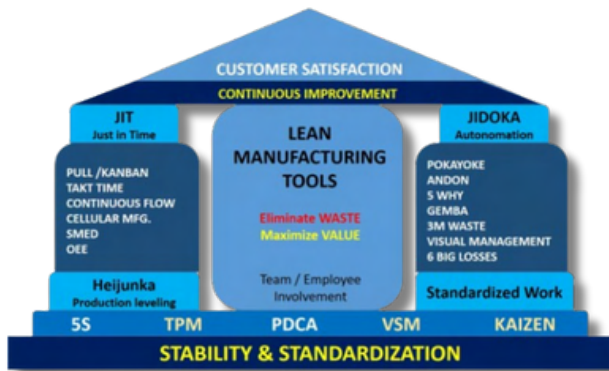 CUSTOMER SATISFACTION
CONTINUOUS IMPROVEMENT
JIT
Just in Time
PULL /KANBAN
TAKT TIME
CONTINUOUS FLOW
CELLULAR MFG.
SMED
OEE
Heijunka
Production leveling
LEAN
MANUFACTURING
TOOLS
Eliminate WASTE
Maximize VALUE
Team / Employee
Involvement
JIDOKA
Autonomation
POKAYOKE
ANDON
5 WHY
GEMBA
3M WASTE
VISUAL MANAGEMENT
6 BIG LOSSES
Standardized Work
5S TPM PDCA VSM KAIZEN
STABILITY & STANDARDIZATION